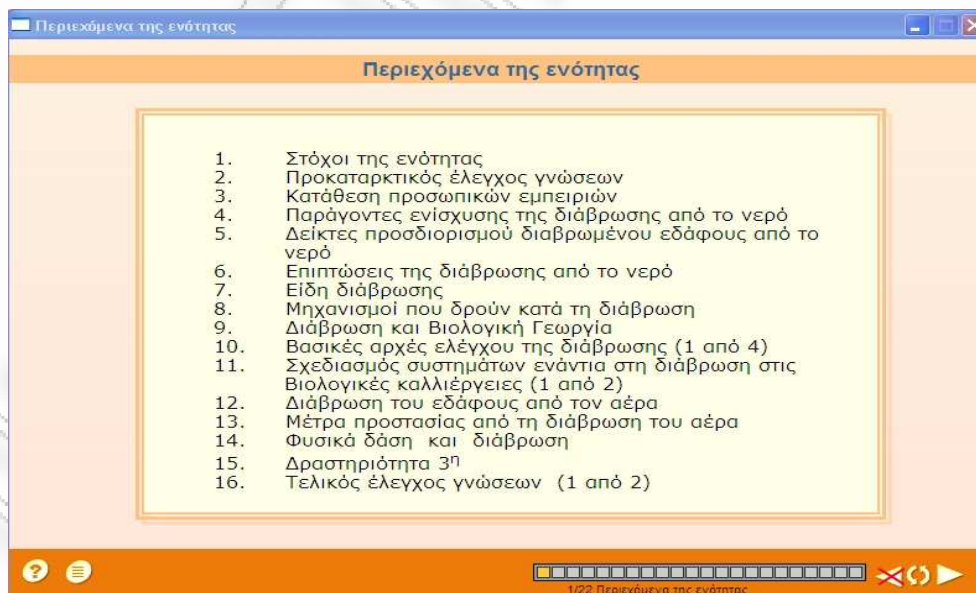 Περιεχόμενα της ενότητας
Περιεχόμενα της ενότητας
1. Στόχοι της ενότητας
2. Προκαταρκτικός έλεγχος γνώσεων
3. Κατάθεση προσωπικών εμπειριών
4. Παράγοντες ενίσχυσης της διάβρωσης από το νερό
5. Δείκτες προσδιορισμού διαβρωμένου εδάφους από το
νερό
6. Επιπτώσεις της διάβρωσης από το νερό
7. Είδη διάβρωσης
8. Μηχανισμοί που δρούν κατά τη διάβρωση
9. Διάβρωση και Βιολογική Γεωργία
10. Βασικές αρχές ελέγχου της διάβρωσης (1 από 4)
11. Σχεδιασμός συστημάτων ενάντια στη διάβρωση στις
Βιολογικές καλλιέργειες (1 από 2)
12. Διάβρωση του εδάφους από τον αέρα
13. Μέτρα προστασίας από τη διάβρωση του αέρα
14. Φυσικά δάση και διάβρωση
15. Δραστηριότητα 3η
16. Τελικός έλεγχος γνώσεων (1 από 2)
1/22 Περιεχόμενα της ενότητας